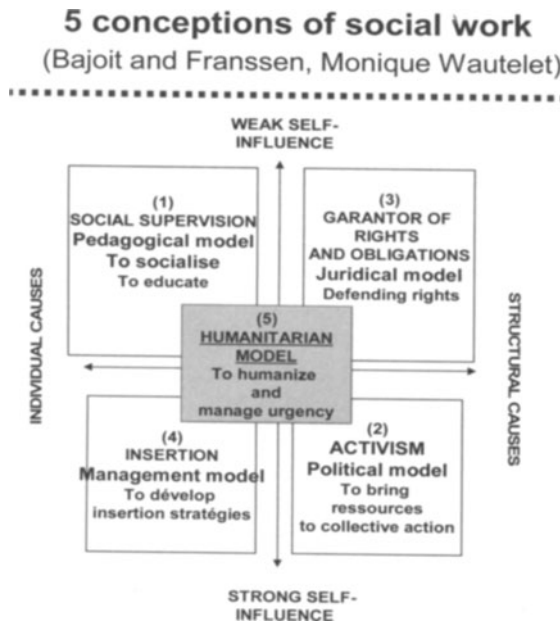 5 conceptions of social work
(Bajoit and Franssen, Monique Wautelet)
WEAK SELF-
INFLUENCE
(1)
SOCIAL SUPERVISION
Pedagogical model
To socialise
To educate
(3)
GARANTOR OF
RIGHTS
AND OBLIGATIONS
Juridical model
Defending rights
INDIVIDUAL CAUSES
(5)
HUMANITARIAN
MODEL
To humanize
and
manage urgency
STRUCTURAL CAUSES
(4)
INSERTION
Management model
To dévelop
insertion stratégies
(2)
ACTIVISM
Political model
To bring
ressources
to collective action
STRONG SELF-
INFLUENCE